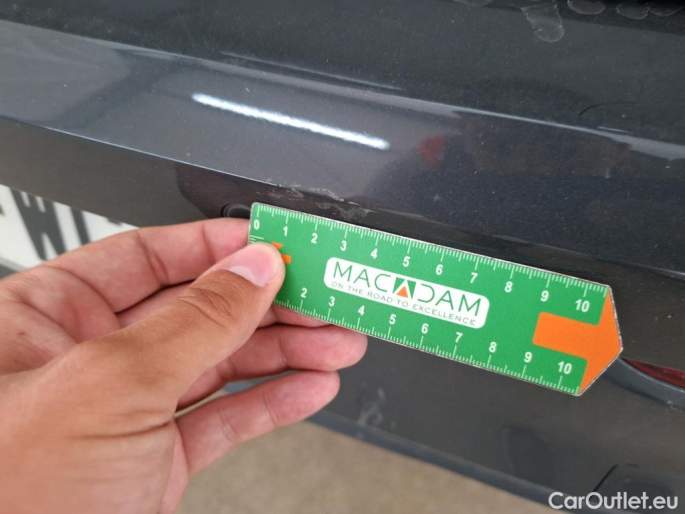 0 1 2 3 4 5 6 7 8 9 10
MACADAM
ON THE ROAD TO EXCELLENCE
2 3 4 5 6 7 8 9 10
CarOutlet.eu